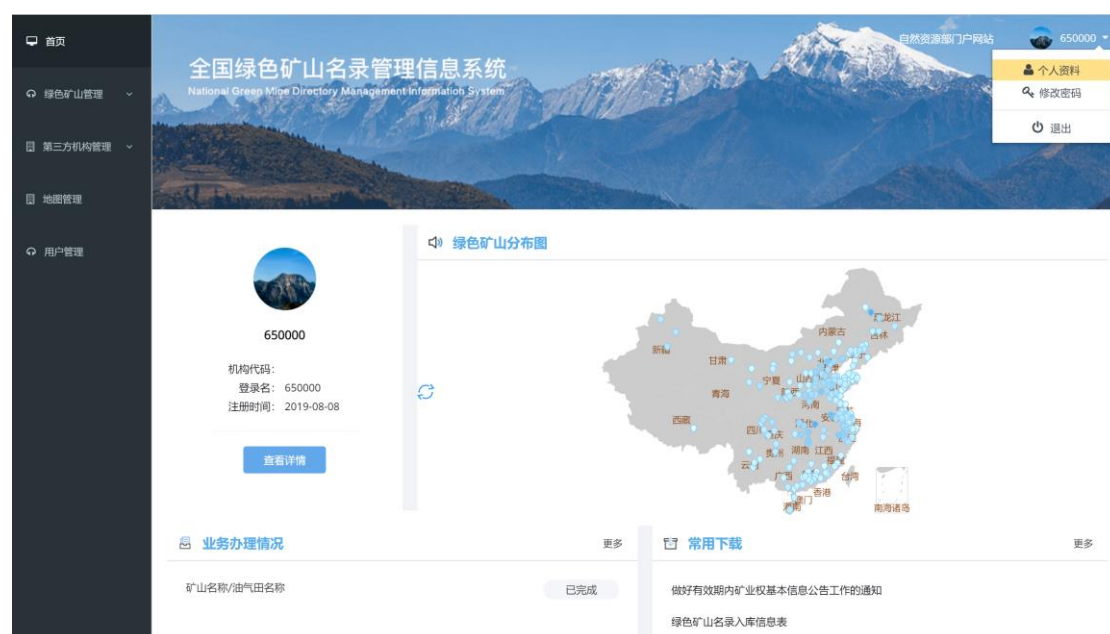 首页
绿色矿山管理
第三方机构管理
地图管理
用户管理
全国绿色矿山名录管理信息系统
National Green Mine Directory Management Information System
自然资源部门户网站
650000
个人资料
修改密码
退出
650000
机构代码：
登录名： 650000
注册时间： 2019-08-08
查看详情
绿色矿山分布图
内蒙古
吉林
甘肃
宁夏
青海
河南
西藏
湖南 江西
广西
台湾
香港
澳门
南海诸岛
业务办理情况
更多
矿山名称/油气田名称
已完成
常用下载
更多
做好有效期内矿业权基本信息公告工作的通知
绿色矿山名录入库信息表